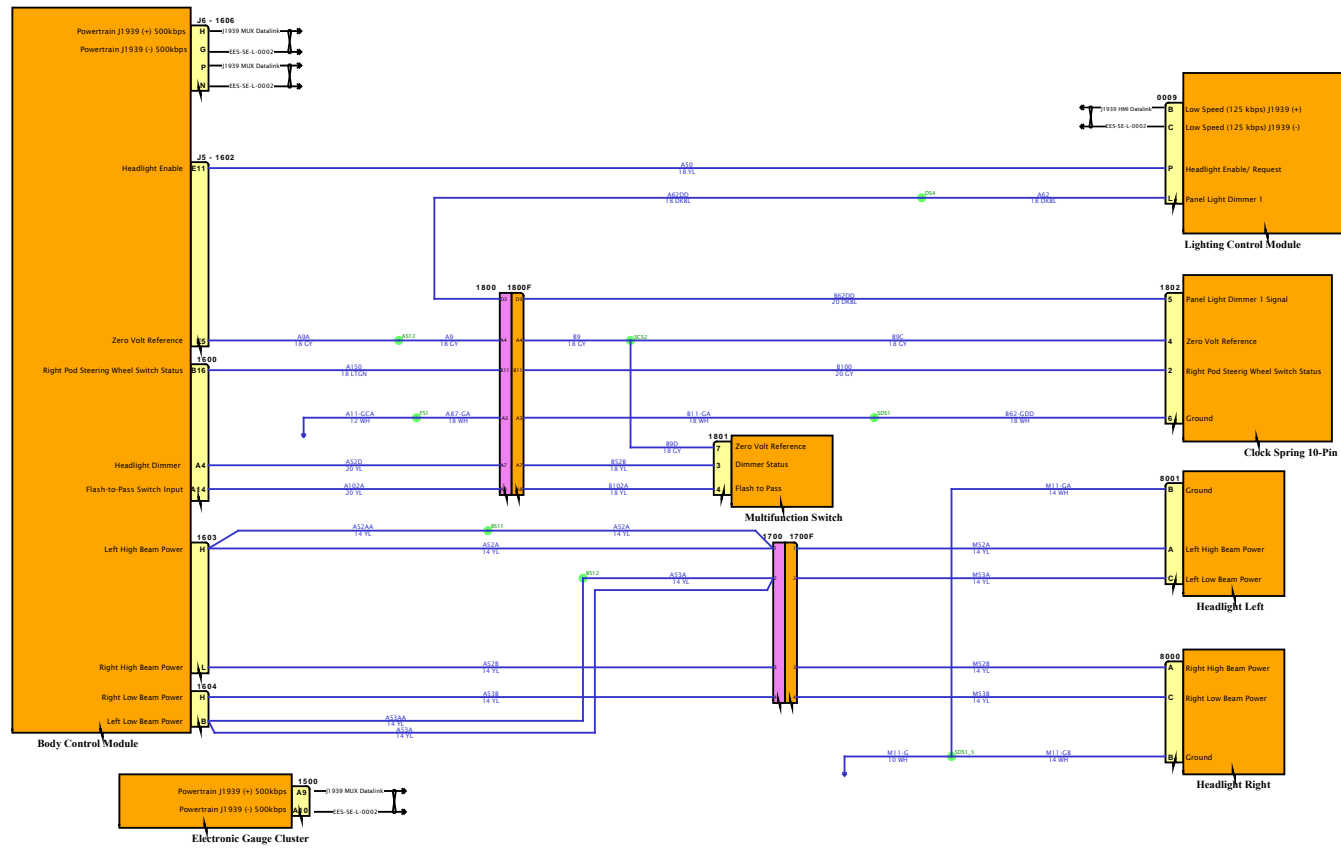 J6 - 1606
Powertrain J1939 (+) 500kbps
H
J1939 MUX Datalink
Powertrain J1939 (-) 500kbps
G
EES-SE-L-0002
P
J1939 MUX Datalink
N
EES-SE-L-0002
0009
J1939 HMI Datalink
B
Low Speed (125 kbps) J1939 (+)
EES-SE-L-0002
C
Low Speed (125 kbps) J1939 (-)
J5 - 1602
Headlight Enable
E11
A50
18 YL
P
Headlight Enable/ Request
A62DD
18 DKBL
DS4
A62
18 DKBL
L
Panel Light Dimmer 1
Lighting Control Module
1800
1800F
1802
D3
D3
B62DD
20 DKBL
5
Panel Light Dimmer 1 Signal
Zero Volt Reference
E5
A9A
18 GY
AS12
A9
18 GY
A4
A4
B9
18 GY
SCS2
B9C
18 GY
4
Zero Volt Reference
1600
Right Pod Steering Wheel Switch Status
B16
A150
18 LTGN
B11
B11
B100
20 GY
2
Right Pod Steerig Wheel Switch Status
A11-GCA
12 WH
FS1
A87-GA
18 WH
A3
A3
B11-GA
18 WH
SDS1
B62-GDD
18 WH
6
Ground
Clock Spring 10-Pin
1801
B9D
18 GY
7
Zero Volt Reference
Headlight Dimmer
A4
A52D
20 YL
A7
A7
B52B
18 YL
3
Dimmer Status
Flash-to-Pass Switch Input
A14
A102A
20 YL
B102A
18 YL
4
Flash to Pass
Multifunction Switch
8001
M11-GA
14 WH
B
Ground
1603
A52AA
14 YL
BS11
A52A
14 YL
1700
1700F
Left High Beam Power
H
A52A
14 YL
1
1
M52A
14 YL
A
Left High Beam Power
BS12
A53A
14 YL
2
2
M53A
14 YL
C
Left Low Beam Power
Headlight Left
8000
Right High Beam Power
L
A52B
14 YL
M52B
14 YL
A
Right High Beam Power
1604
Right Low Beam Power
H
A53B
14 YL
M53B
14 YL
C
Right Low Beam Power
Left Low Beam Power
B
A53AA
14 YL
A53A
14 YL
Body Control Module
M11-G
10 WH
SDS1_3
M11-GB
14 WH
B
Ground
Headlight Right
1500
Powertrain J1939 (+) 500kbps
A9
J1939 MUX Datalink
Powertrain J1939 (-) 500kbps
A10
EES-SE-L-0002
Electronic Gauge Cluster